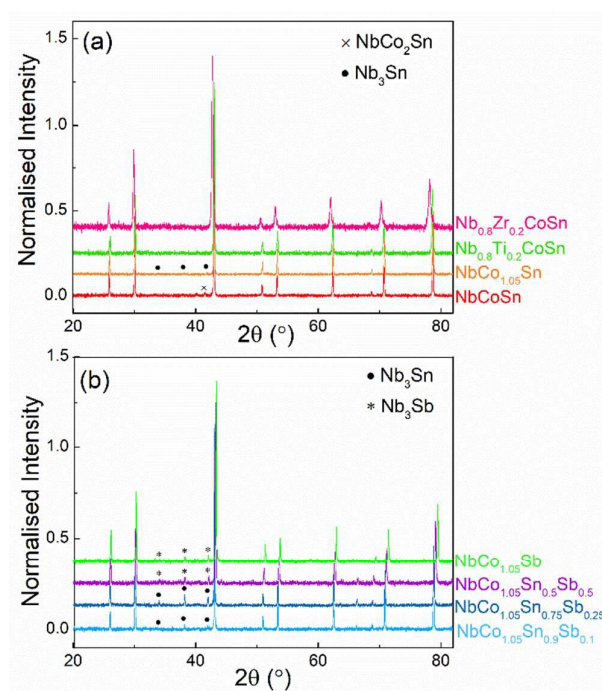 (a)
× NbCo₂Sn
• Nb₃Sn
Normalised Intensity
1.5
1.0
0.5
0.0
Nb₀.₈Zr₀.₂CoSn
Nb₀.₈Ti₀.₂CoSn
NbCo₁.₀₅Sn
NbCoSn
20 40 60 80
2θ (°)
(b)
• Nb₃Sn
* Nb₃Sb
Normalised Intensity
1.5
1.0
0.5
0.0
NbCo₁.₀₅Sb
NbCo₁.₀₅Sn₀.₅Sb₀.₅
NbCo₁.₀₅Sn₀.₇₅Sb₀.₂₅
NbCo₁.₀₅Sn₀.₉Sb₀.₁
20 40 60 80
2θ (°)